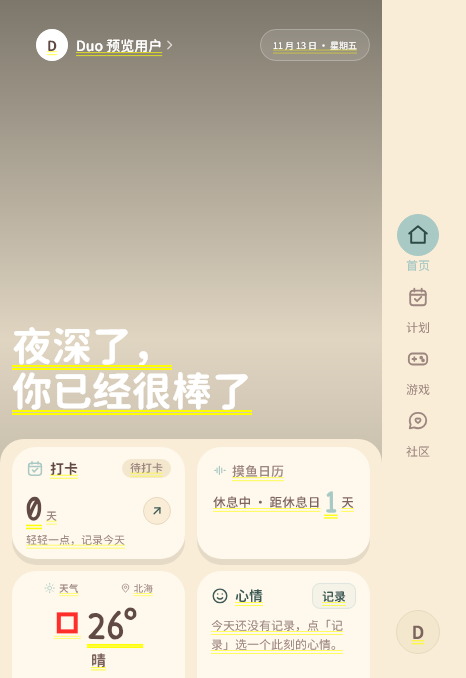 D
Duo 预览用户
11 月 13 日 · 星期五
夜深了，
你已经很棒了
首页
计划
游戏
社区
打卡
待打卡
0 天
轻轻一点，记录今天
摸鱼日历
休息中 · 距休息日 1 天
天气
北海
26°
晴
心情
记录
今天还没有记录，点「记
录」选一个此刻的心情。
D